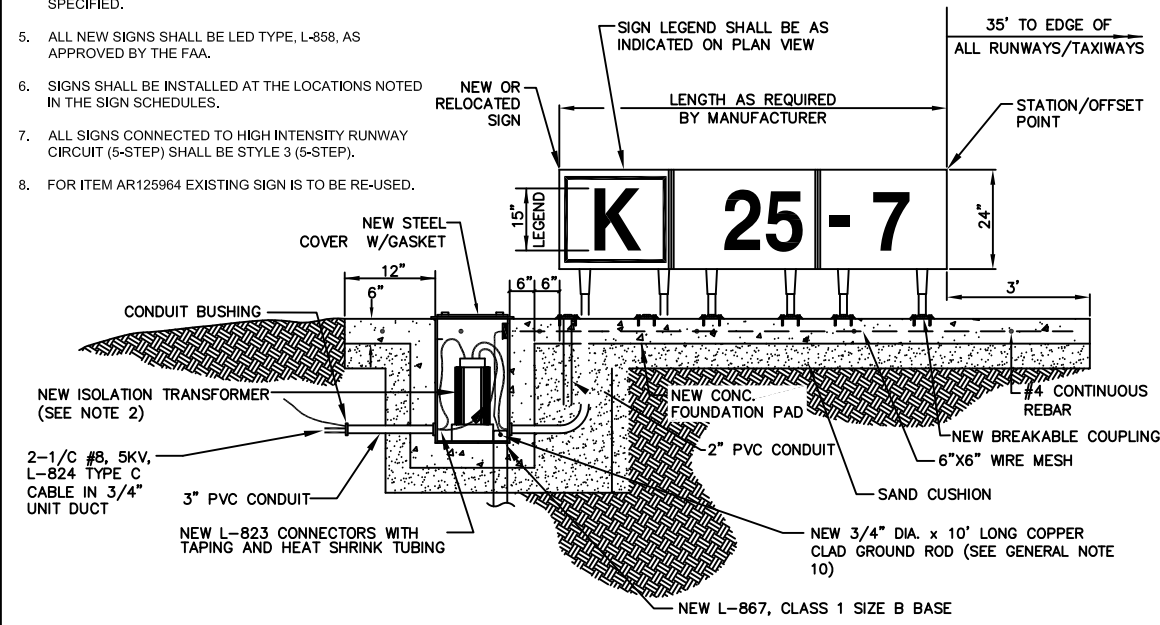 SPECIFIED.
5. ALL NEW SIGNS SHALL BE LED TYPE, L-858, AS
APPROVED BY THE FAA.
6. SIGNS SHALL BE INSTALLED AT THE LOCATIONS NOTED
IN THE SIGN SCHEDULES.
7. ALL SIGNS CONNECTED TO HIGH INTENSITY RUNWAY
CIRCUIT (5-STEP) SHALL BE STYLE 3 (5-STEP).
8. FOR ITEM AR125964 EXISTING SIGN IS TO BE RE-USED.
SIGN LEGEND SHALL BE AS
INDICATED ON PLAN VIEW
35' TO EDGE OF
ALL RUNWAYS/TAXIWAYS
NEW OR
RELOCATED
SIGN
LENGTH AS REQUIRED
BY MANUFACTURER
STATION/OFFSET
POINT
15"
LEGEND
K 25 - 7
24"
NEW STEEL
COVER W/GASKET
12"
6"
6" 6"
3'
CONDUIT BUSHING
NEW ISOLATION TRANSFORMER
(SEE NOTE 2)
2-1/C #8, 5KV,
L-824 TYPE C
CABLE IN 3/4"
UNIT DUCT
3" PVC CONDUIT
NEW L-823 CONNECTORS WITH
TAPING AND HEAT SHRINK TUBING
NEW CONC.
FOUNDATION PAD
2" PVC CONDUIT
#4 CONTINUOUS
REBAR
NEW BREAKABLE COUPLING
6"X6" WIRE MESH
SAND CUSHION
NEW 3/4" DIA. x 10' LONG COPPER
CLAD GROUND ROD (SEE GENERAL NOTE
10)
NEW L-867, CLASS 1 SIZE B BASE